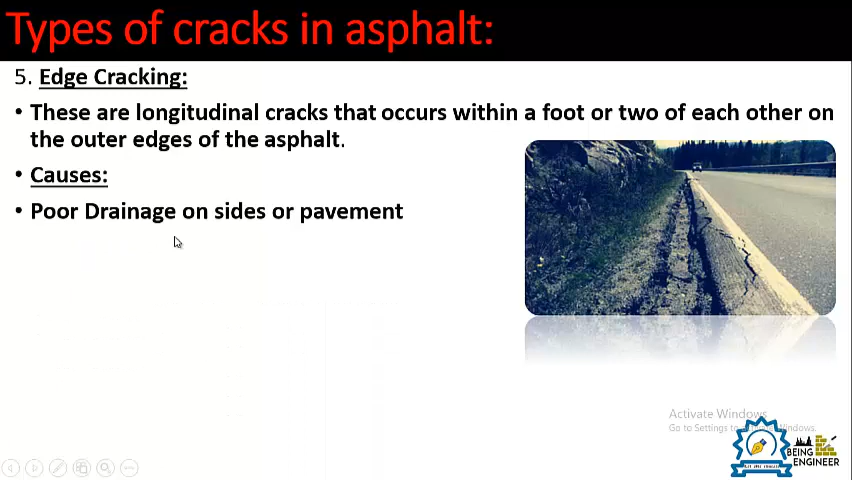 Types of cracks in asphalt:
5. Edge Cracking:
• These are longitudinal cracks that occurs within a foot or two of each other on
the outer edges of the asphalt.
• Causes:
• Poor Drainage on sides or pavement
Activate Windows
Go to Settings to Activate Windows.
BEING
ENGINEER